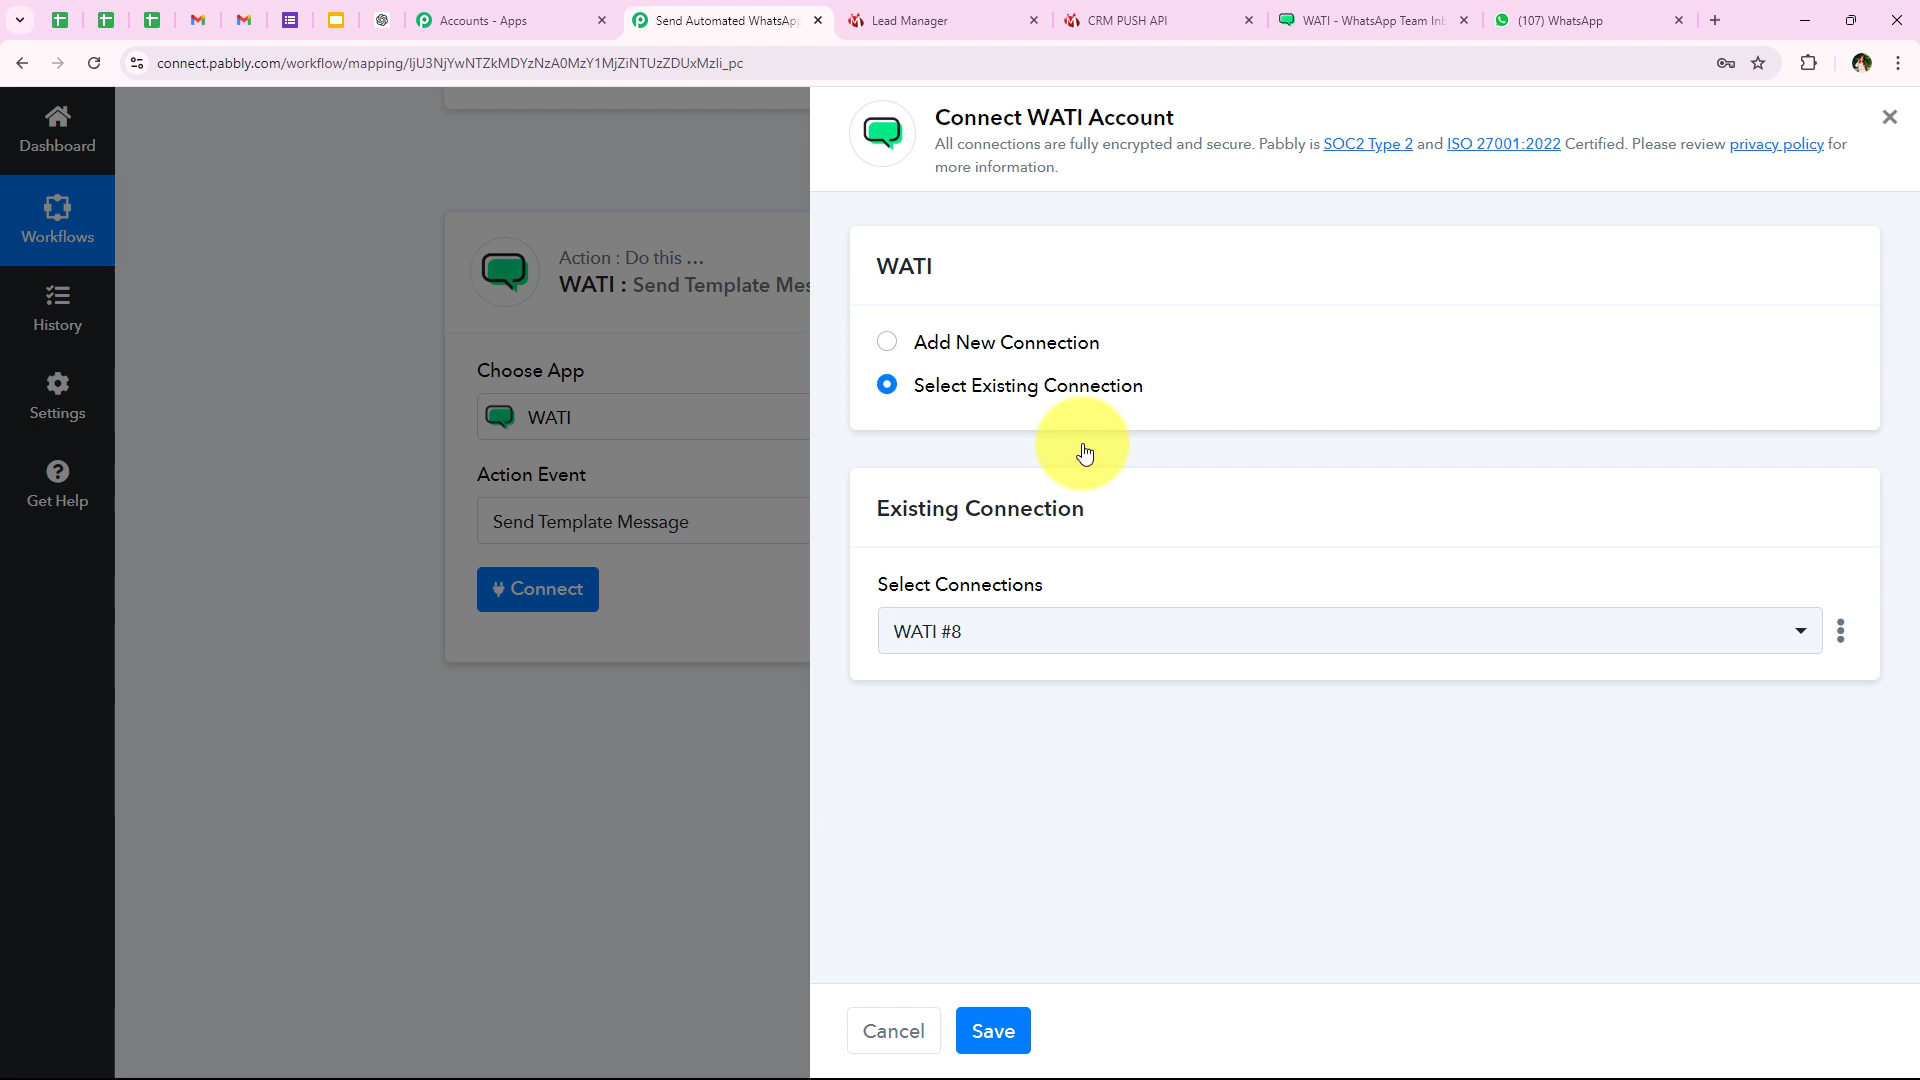 Accounts - Apps
Send Automated WhatsApp
Lead Manager
CRM PUSH API
WATI - WhatsApp Team Inb
(107) WhatsApp
connect.pabbly.com/workflow/mapping/IjU3NjYwNTZkMDYzNzA0MzY1MjZiNTUzZDUxMzIi_pc
Dashboard
Workflows
History
Settings
Get Help
Action : Do this ...
WATI : Send Template Mes
Choose App
WATI
Action Event
Send Template Message
Connect
Connect WATI Account
All connections are fully encrypted and secure. Pabbly is SOC2 Type 2 and ISO 27001:2022 Certified. Please review privacy policy for
more information.
WATI
Add New Connection
Select Existing Connection
Existing Connection
Select Connections
WATI #8
Cancel
Save